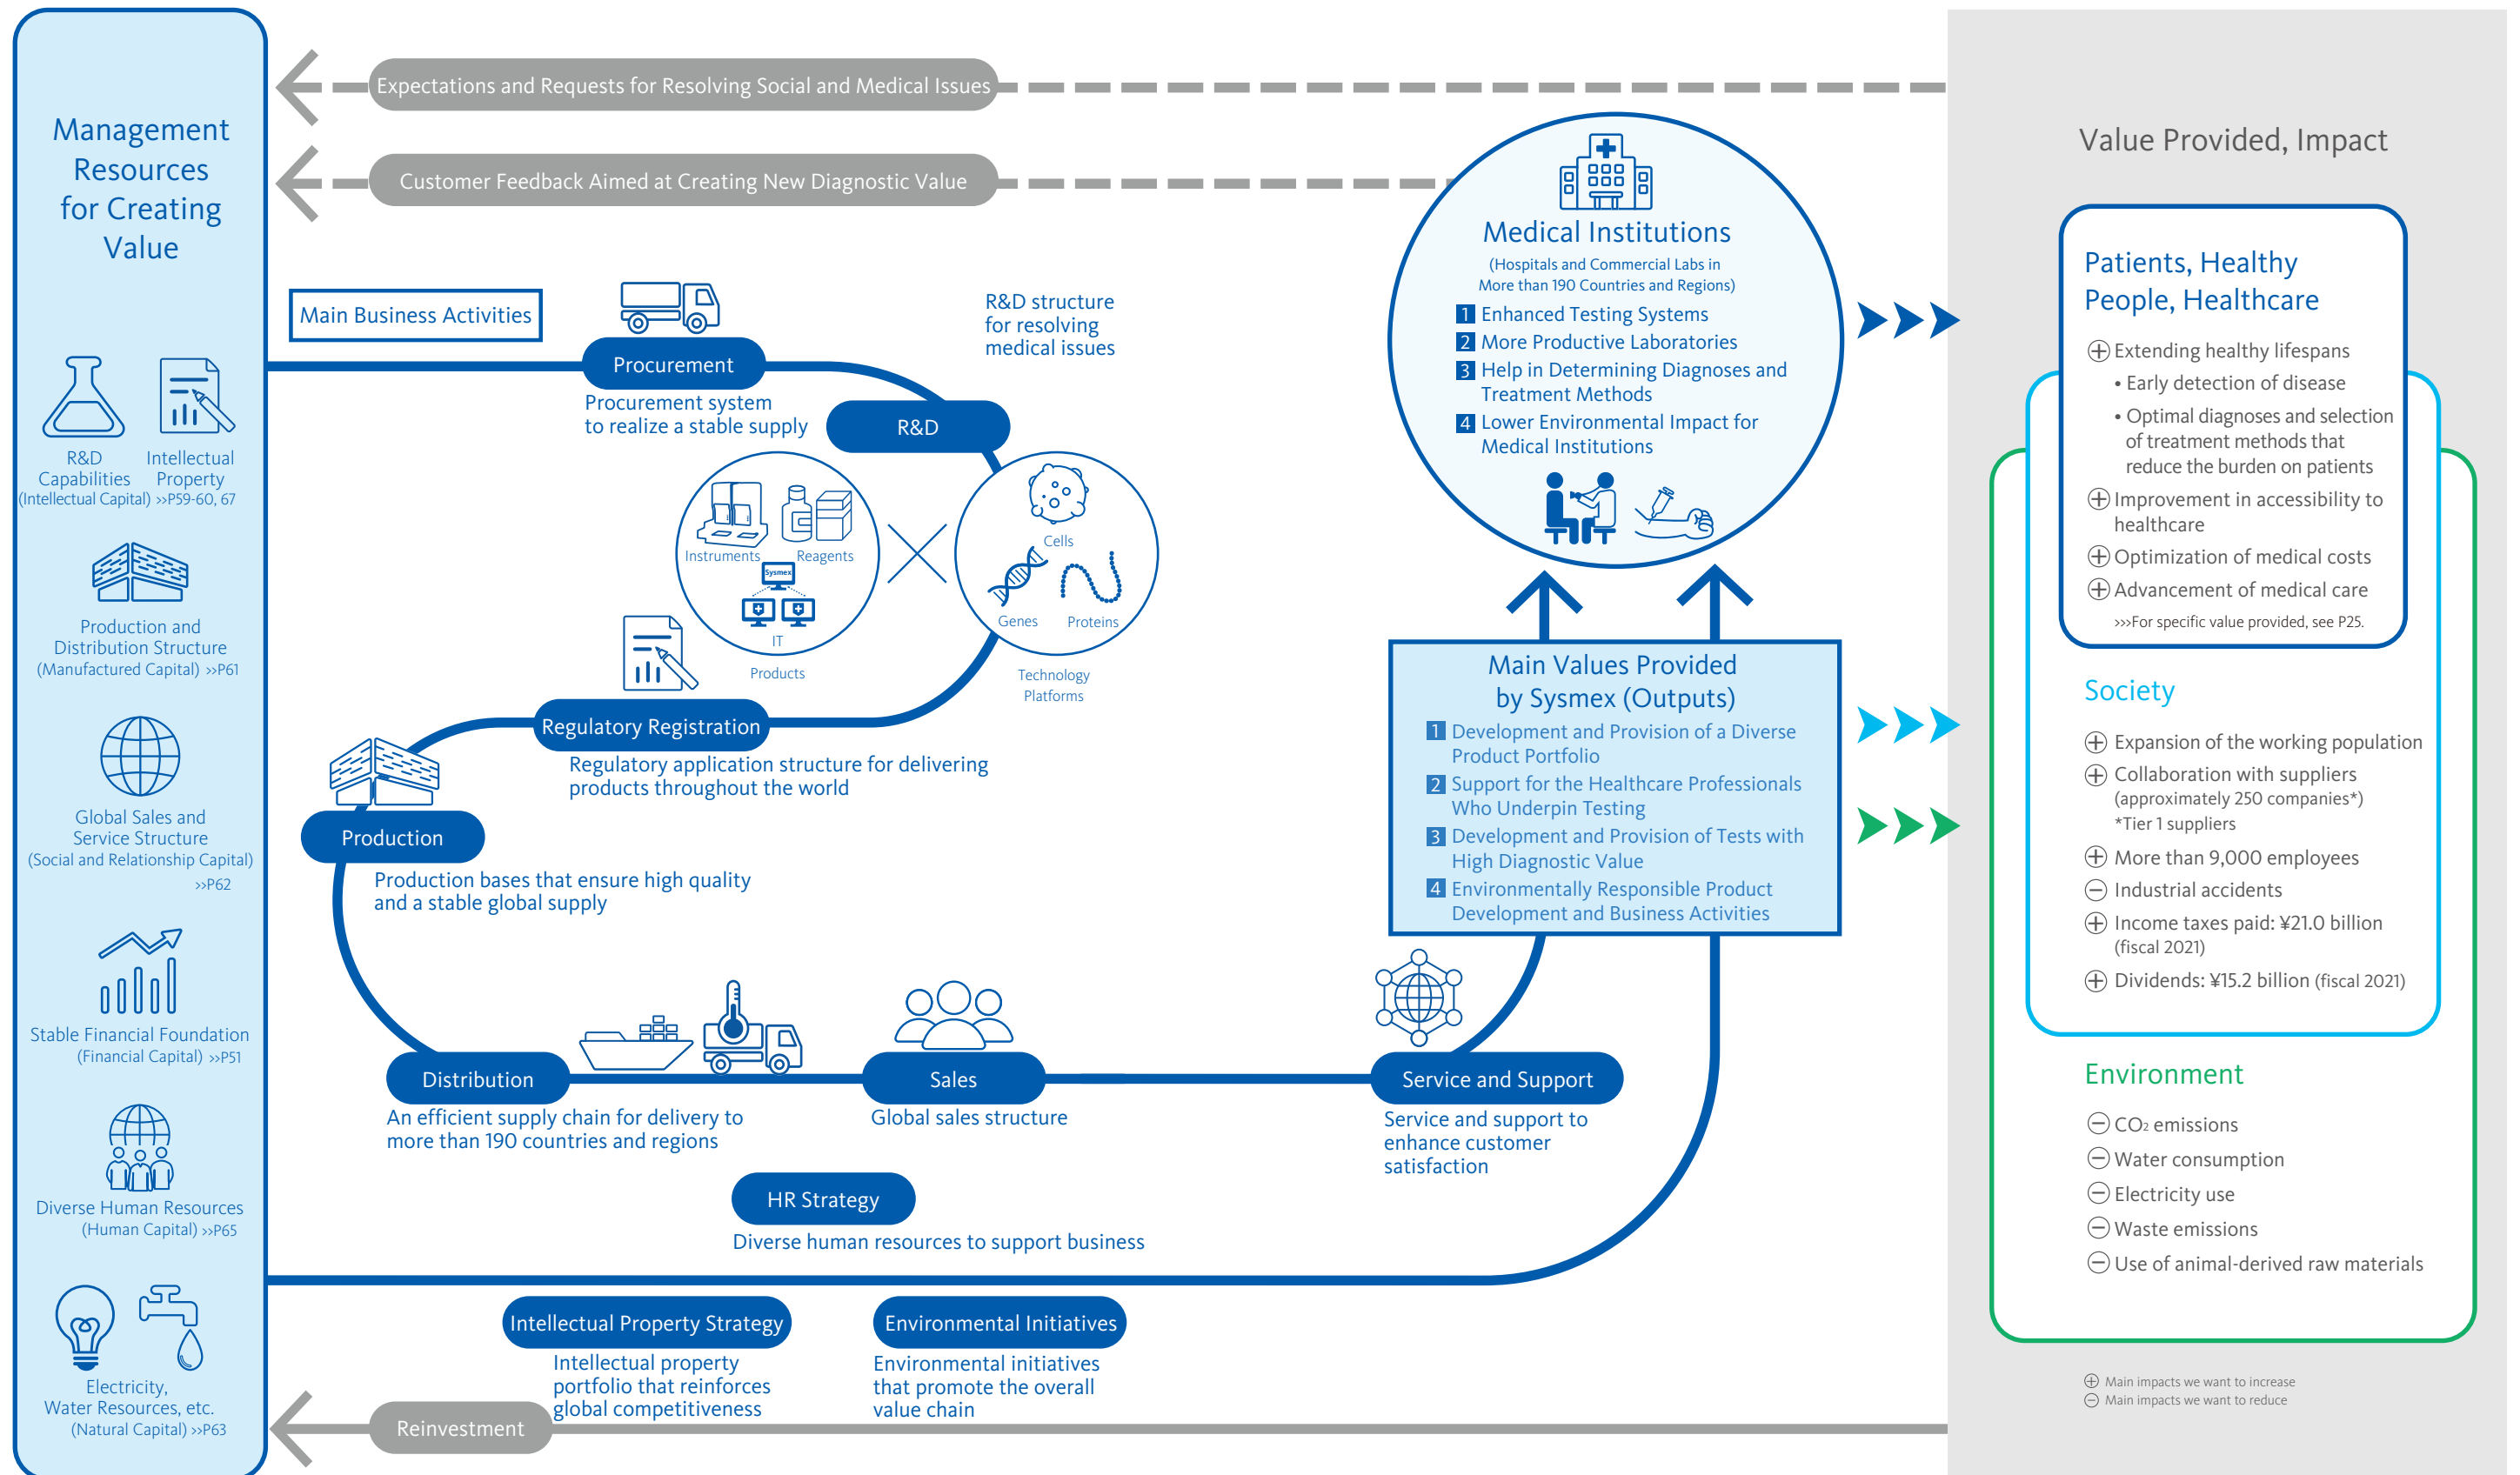 Management
Resources
for Creating
Value
R&D
Capabilities
Intellectual
Property
(Intellectual Capital) >>P59-60, 67
Production and
Distribution Structure
(Manufactured Capital) >>P61
Global Sales and
Service Structure
(Social and Relationship Capital)
>>P62
Stable Financial Foundation
(Financial Capital) >>P51
Diverse Human Resources
(Human Capital) >>P65
Electricity,
Water Resources, etc.
(Natural Capital) >>P63
Expectations and Requests for Resolving Social and Medical Issues
Customer Feedback Aimed at Creating New Diagnostic Value
Main Business Activities
Procurement
Procurement system
to realize a stable supply
R&D structure
for resolving
medical issues
R&D
Instruments
Reagents
Sysmex
IT
Products
Cells
Genes
Proteins
Technology
Platforms
Regulatory Registration
Regulatory application structure for delivering
products throughout the world
Production
Production bases that ensure high quality
and a stable global supply
Distribution
An efficient supply chain for delivery to
more than 190 countries and regions
Sales
Global sales structure
Service and Support
Service and support to
enhance customer
satisfaction
HR Strategy
Diverse human resources to support business
Intellectual Property Strategy
Intellectual property
portfolio that reinforces
global competitiveness
Environmental Initiatives
Environmental initiatives
that promote the overall
value chain
Reinvestment
Medical Institutions
(Hospitals and Commercial Labs in
More than 190 Countries and Regions)
1 Enhanced Testing Systems
2 More Productive Laboratories
3 Help in Determining Diagnoses and
Treatment Methods
4 Lower Environmental Impact for
Medical Institutions
Main Values Provided
by Sysmex (Outputs)
1 Development and Provision of a Diverse
Product Portfolio
2 Support for the Healthcare Professionals
Who Underpin Testing
3 Development and Provision of Tests with
High Diagnostic Value
4 Environmentally Responsible Product
Development and Business Activities
Value Provided, Impact
Patients, Healthy
People, Healthcare
⊕ Extending healthy lifespans
• Early detection of disease
• Optimal diagnoses and selection
of treatment methods that
reduce the burden on patients
⊕ Improvement in accessibility to
healthcare
⊕ Optimization of medical costs
⊕ Advancement of medical care
>>>For specific value provided, see P25.
Society
⊕ Expansion of the working population
⊕ Collaboration with suppliers
(approximately 250 companies*)
*Tier 1 suppliers
⊕ More than 9,000 employees
⊖ Industrial accidents
⊕ Income taxes paid: ¥21.0 billion
(fiscal 2021)
⊕ Dividends: ¥15.2 billion (fiscal 2021)
Environment
⊖ CO₂ emissions
⊖ Water consumption
⊖ Electricity use
⊖ Waste emissions
⊖ Use of animal-derived raw materials
⊕ Main impacts we want to increase
⊖ Main impacts we want to reduce